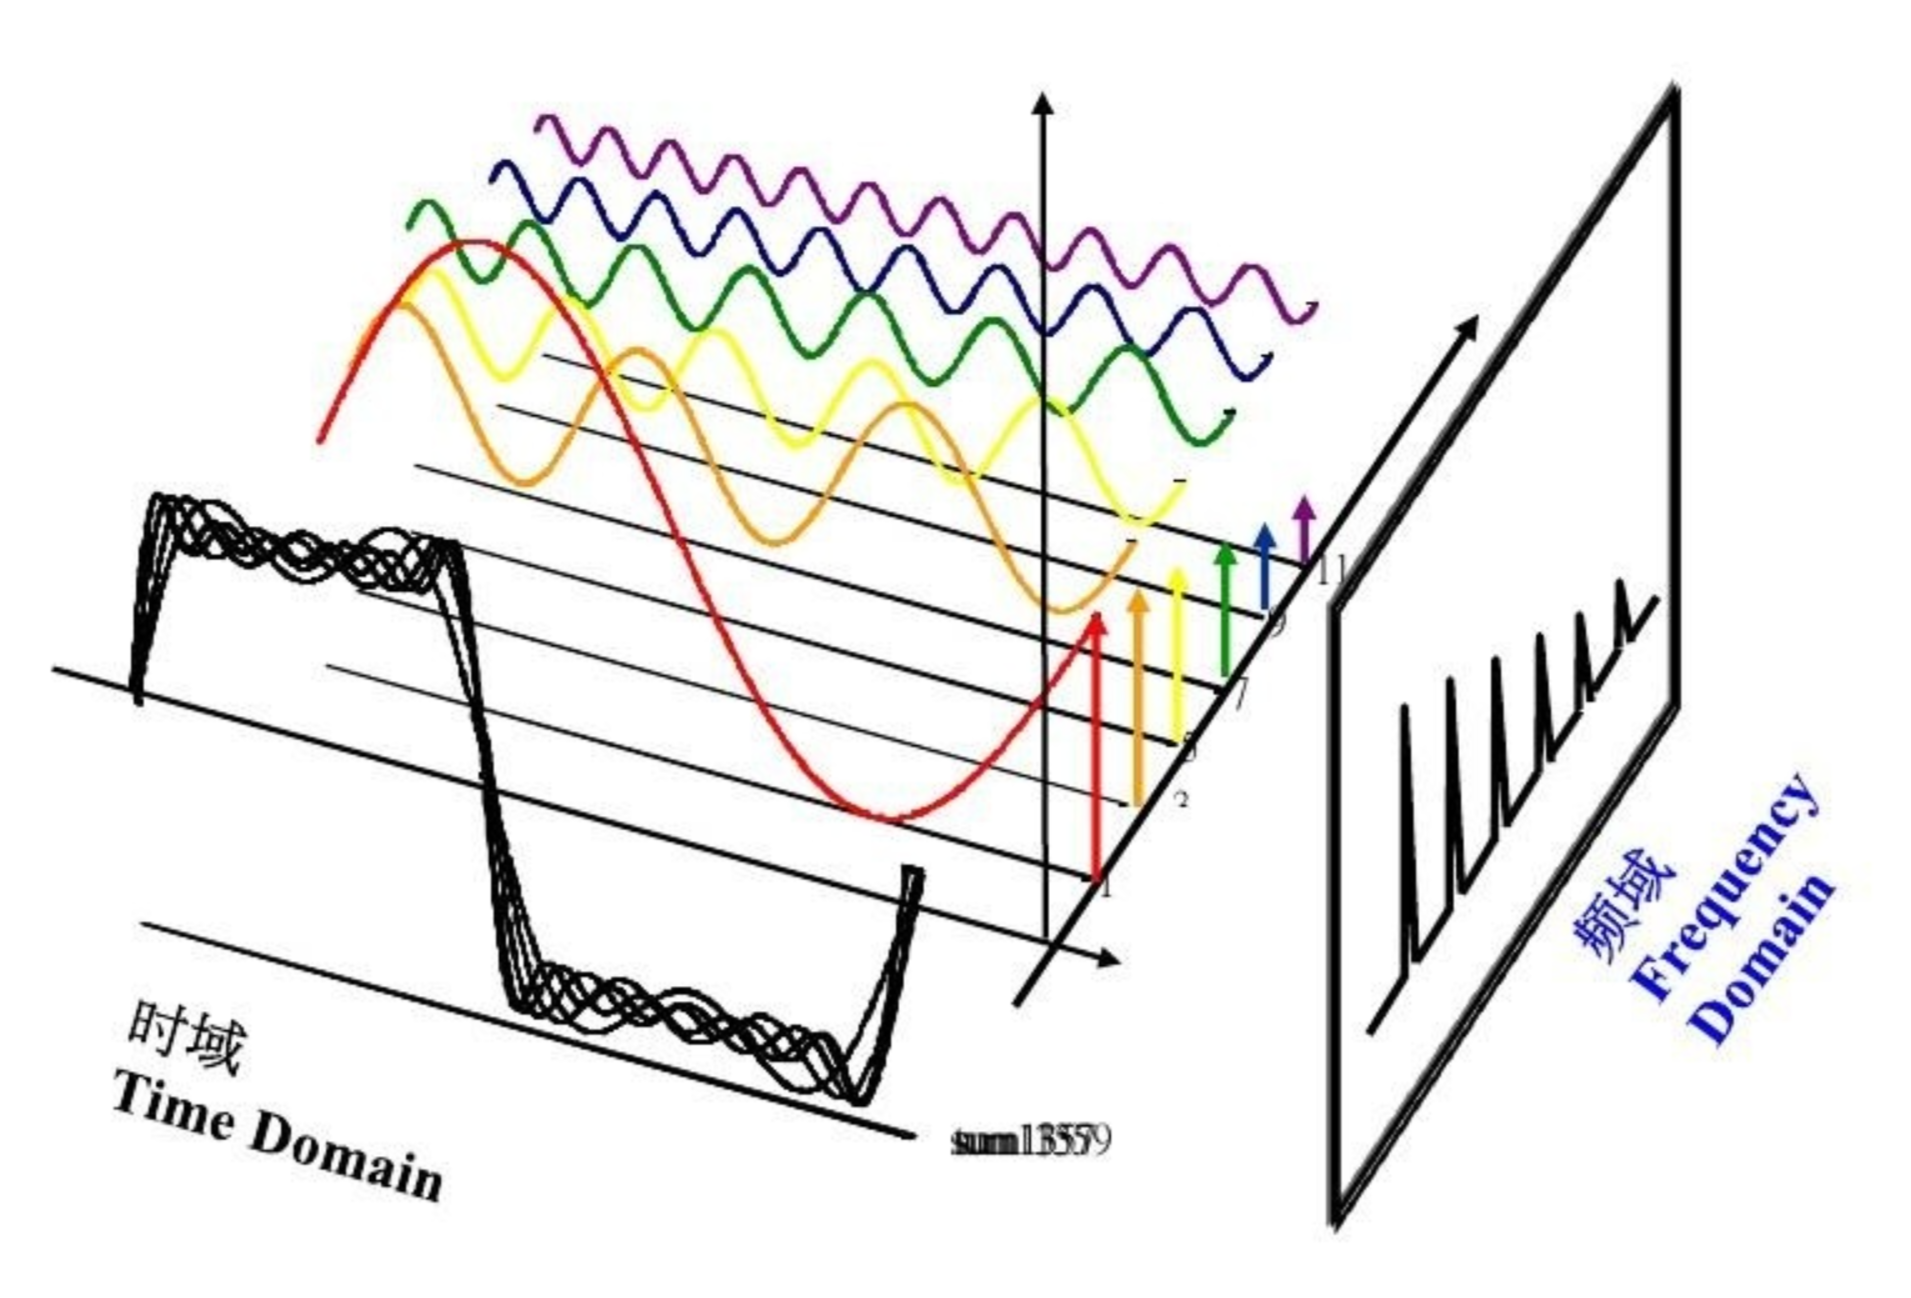 11
9
7
5
3
1
时域
Time Domain
频域
Frequency
Domain